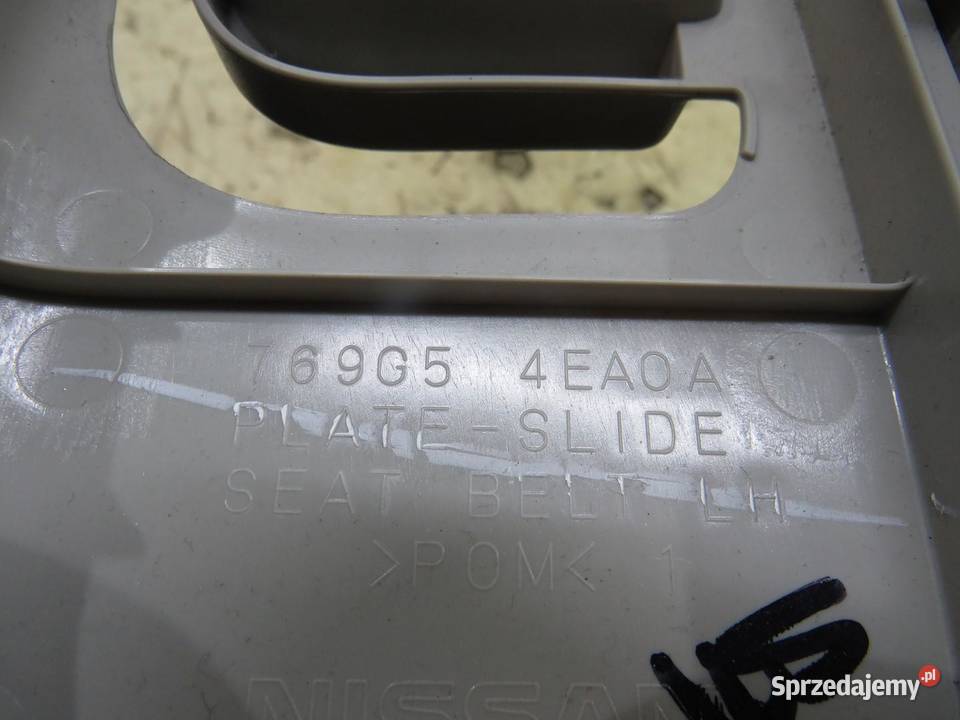 769G5 4EA0A
PLATE-SLIDE
SEAT BELT LH
>POM< 1
NISSAN
Sprzedajemy.pl